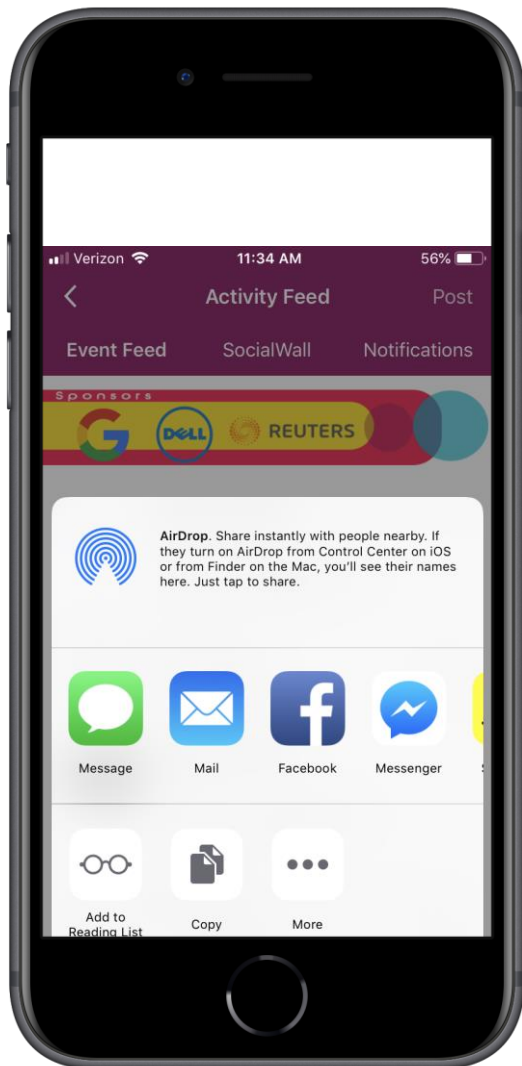 Verizon 11:34 AM 56%
Activity Feed Post
Event Feed SocialWall Notifications
Sponsors
G DELL REUTERS
AirDrop. Share instantly with people nearby. If
they turn on AirDrop from Control Center on iOS
or from Finder on the Mac, you'll see their names
here. Just tap to share.
f
Message Mail Facebook Messenger
Add to
Reading List Copy More